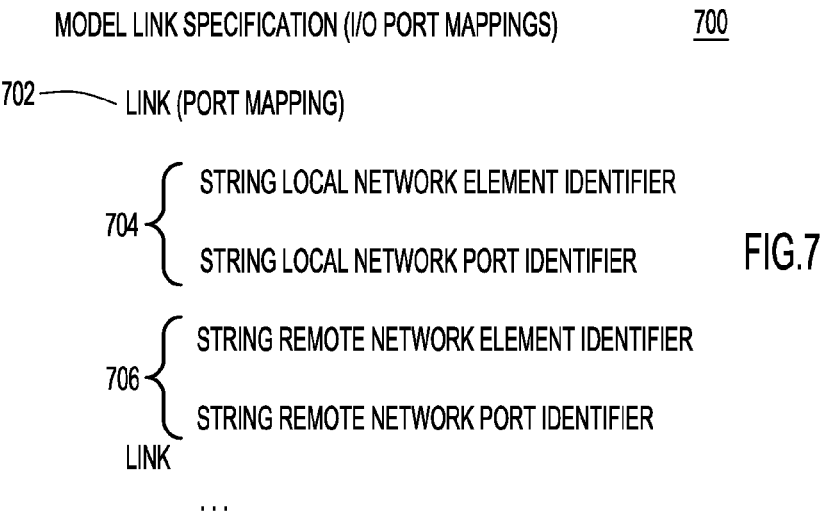 MODEL LINK SPECIFICATION (I/O PORT MAPPINGS) 700
702 LINK (PORT MAPPING)
STRING LOCAL NETWORK ELEMENT IDENTIFIER
704
STRING LOCAL NETWORK PORT IDENTIFIER
FIG.7
STRING REMOTE NETWORK ELEMENT IDENTIFIER
706
STRING REMOTE NETWORK PORT IDENTIFIER
LINK
...